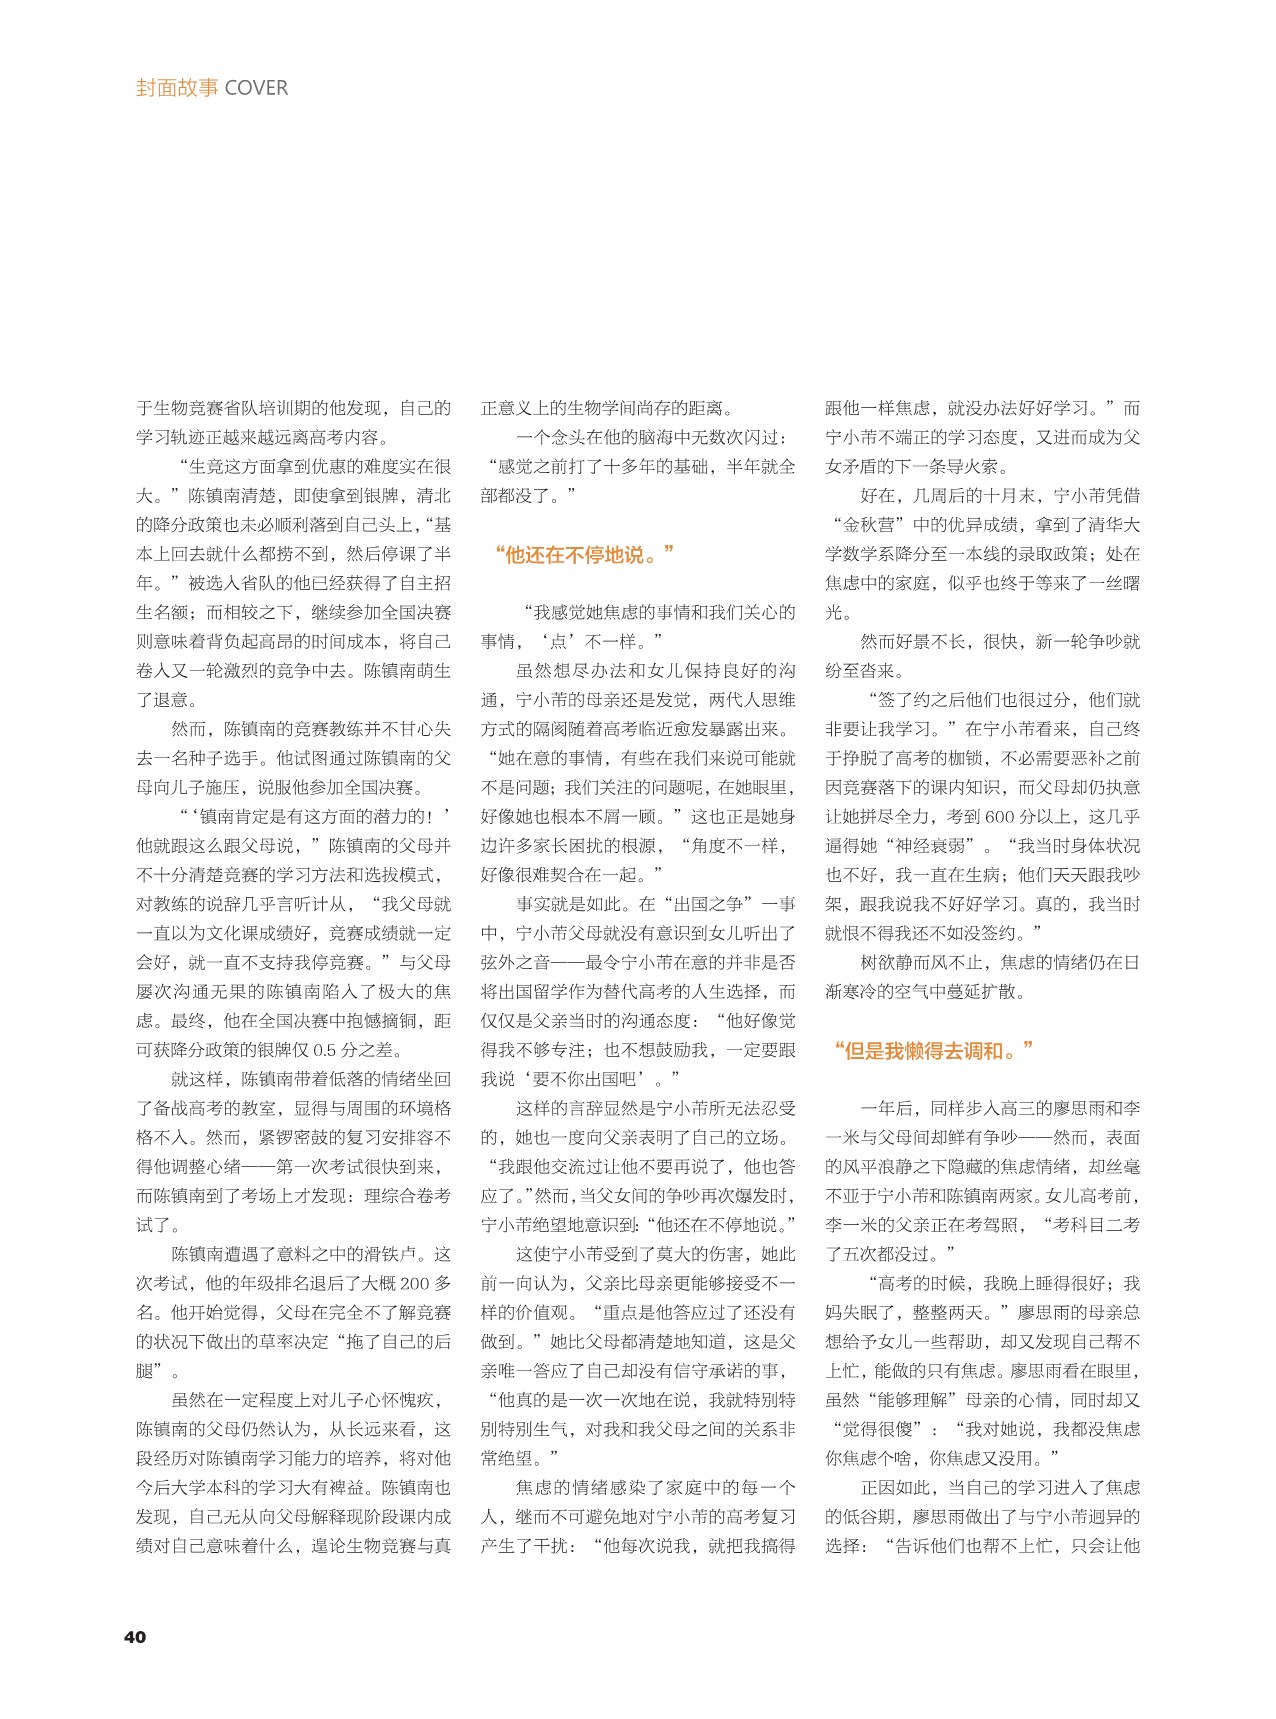 封面故事 COVER
于生物竞赛省队培训期的他发现，自己的
学习轨迹正越来越远离高考内容。
“生竞这方面拿到优惠的难度实在很
大。”陈镇南清楚，即使拿到银牌，清北
的降分政策也未必顺利落到自己头上，“基
本上回去就什么都捞不到，然后停课了半
年。”被选入省队的他已经获得了自主招
生名额；而相较之下，继续参加全国决赛
则意味着背负起高昂的时间成本，将自己
卷入又一轮激烈的竞争中去。陈镇南萌生
了退意。
然而，陈镇南的竞赛教练并不甘心失
去一名种子选手。他试图通过陈镇南的父
母向儿子施压，说服他参加全国决赛。
“‘镇南肯定是有这方面的潜力的！’
他就跟这么跟父母说，”陈镇南的父母并
不十分清楚竞赛的学习方法和选拔模式，
对教练的说辞几乎言听计从，“我父母就
一直以为文化课成绩好，竞赛成绩就一定
会好，就一直不支持我停竞赛。”与父母
屡次沟通无果的陈镇南陷入了极大的焦
虑。最终，他在全国决赛中抱憾摘铜，距
可获降分政策的银牌仅 0.5 分之差。
就这样，陈镇南带着低落的情绪坐回
了备战高考的教室，显得与周围的环境格
格不入。然而，紧锣密鼓的复习安排容不
得他调整心绪——第一次考试很快到来，
而陈镇南到了考场上才发现：理综合卷考
试了。
陈镇南遭遇了意料之中的滑铁卢。这
次考试，他的年级排名退后了大概 200 多
名。他开始觉得，父母在完全不了解竞赛
的状况下做出的草率决定“拖了自己的后
腿”。
虽然在一定程度上对儿子心怀愧疚，
陈镇南的父母仍然认为，从长远来看，这
段经历对陈镇南学习能力的培养，将对他
今后大学本科的学习大有裨益。陈镇南也
发现，自己无从向父母解释现阶段课内成
绩对自己意味着什么，遑论生物竞赛与真
正意义上的生物学间尚存的距离。
一个念头在他的脑海中无数次闪过：
“感觉之前打了十多年的基础，半年就全
部都没了。”
“他还在不停地说。”
“我感觉她焦虑的事情和我们关心的
事情，‘点’不一样。”
虽然想尽办法和女儿保持良好的沟
通，宁小芾的母亲还是发觉，两代人思维
方式的隔阂随着高考临近愈发暴露出来。
“她在意的事情，有些在我们来说可能就
不是问题；我们关注的问题呢，在她眼里，
好像她也根本不屑一顾。”这也正是她身
边许多家长困扰的根源，“角度不一样，
好像很难契合在一起。”
事实就是如此。在“出国之争”一事
中，宁小芾父母就没有意识到女儿听出了
弦外之音——最令宁小芾在意的并非是否
将出国留学作为替代高考的人生选择，而
仅仅是父亲当时的沟通态度：“他好像觉
得我不够专注；也不想鼓励我，一定要跟
我说‘要不你出国吧’。”
这样的言辞显然是宁小芾所无法忍受
的，她也一度向父亲表明了自己的立场。
“我跟他交流过让他不要再说了，他也答
应了。”然而，当父女间的争吵再次爆发时，
宁小芾绝望地意识到：“他还在不停地说。”
这使宁小芾受到了莫大的伤害，她此
前一向认为，父亲比母亲更能够接受不一
样的价值观。“重点是他答应过了还没有
做到。”她比父母都清楚地知道，这是父
亲唯一答应了自己却没有信守承诺的事，
“他真的是一次一次地在说，我就特别特
别特别生气，对我和我父母之间的关系非
常绝望。”
焦虑的情绪感染了家庭中的每一个
人，继而不可避免地对宁小芾的高考复习
产生了干扰：“他每次说我，就把我搞得
跟他一样焦虑，就没办法好好学习。”而
宁小芾不端正的学习态度，又进而成为父
女矛盾的下一条导火索。
好在，几周后的十月末，宁小芾凭借
“金秋营”中的优异成绩，拿到了清华大
学数学系降分至一本线的录取政策；处在
焦虑中的家庭，似乎也终于等来了一丝曙
光。
然而好景不长，很快，新一轮争吵就
纷至沓来。
“签了约之后他们也很过分，他们就
非要让我学习。”在宁小芾看来，自己终
于挣脱了高考的枷锁，不必需要恶补之前
因竞赛落下的课内知识，而父母却仍执意
让她拼尽全力，考到 600 分以上，这几乎
逼得她“神经衰弱”。“我当时身体状况
也不好，我一直在生病；他们天天跟我吵
架，跟我说我不好好学习。真的，我当时
就恨不得我还不如没签约。”
树欲静而风不止，焦虑的情绪仍在日
渐寒冷的空气中蔓延扩散。
“但是我懒得去调和。”
一年后，同样步入高三的廖思雨和李
一米与父母间却鲜有争吵——然而，表面
的风平浪静之下隐藏的焦虑情绪，却丝毫
不亚于宁小芾和陈镇南两家。女儿高考前，
李一米的父亲正在考驾照，“考科目二考
了五次都没过。”
“高考的时候，我晚上睡得很好；我
妈失眠了，整整两天。”廖思雨的母亲总
想给予女儿一些帮助，却又发现自己帮不
上忙，能做的只有焦虑。廖思雨看在眼里，
虽然“能够理解”母亲的心情，同时却又
“觉得很傻”：“我对她说，我都没焦虑
你焦虑个啥，你焦虑又没用。”
正因如此，当自己的学习进入了焦虑
的低谷期，廖思雨做出了与宁小芾迥异的
选择：“告诉他们也帮不上忙，只会让他
40